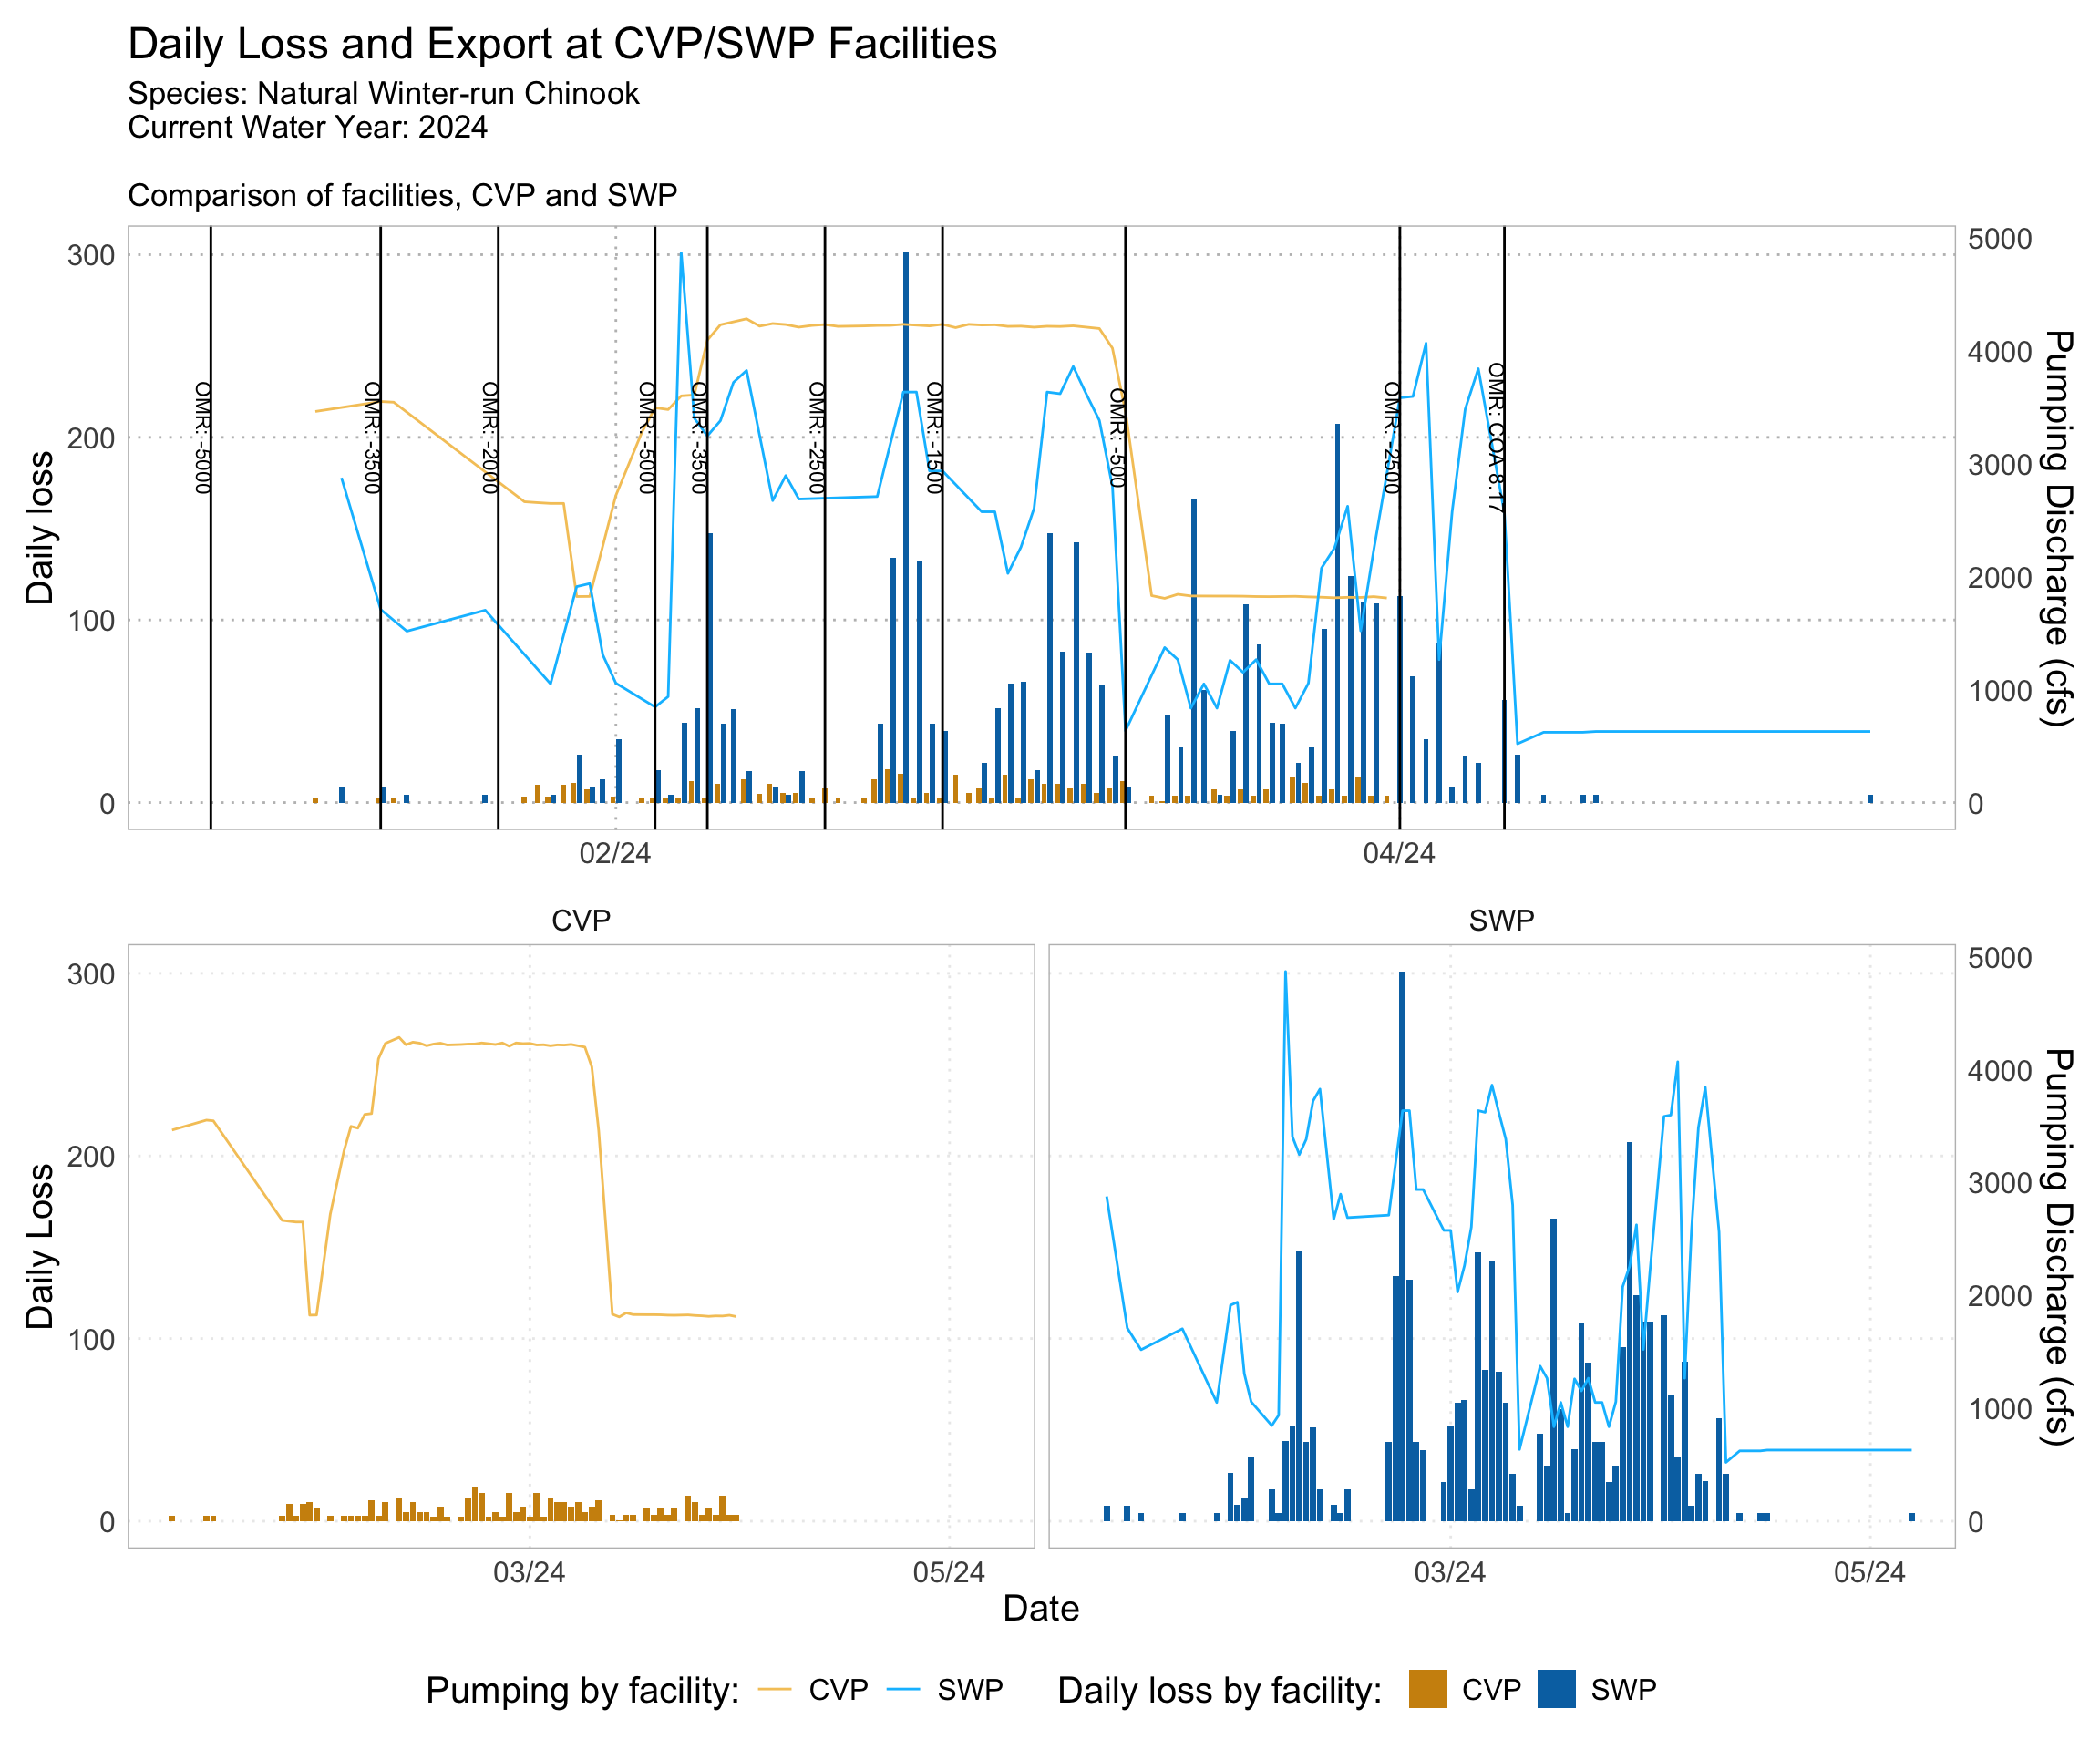 Daily Loss and Export at CVP/SWP Facilities
Species: Natural Winter-run Chinook
Current Water Year: 2024
Comparison of facilities, CVP and SWP
Daily loss
300
200
100
0
OMR: -5000
OMR: -3500
OMR: -2000
OMR: -5000
OMR: -3500
OMR: -2500
OMR: -1500
OMR: -500
OMR: -2500
OMR: COA 8.17
5000
4000
3000
2000
1000
0
Pumping Discharge (cfs)
02/24
04/24
CVP
SWP
Daily Loss
300
200
100
0
5000
4000
3000
2000
1000
0
Pumping Discharge (cfs)
03/24
05/24
03/24
05/24
Date
Pumping by facility: CVP SWP Daily loss by facility: CVP SWP